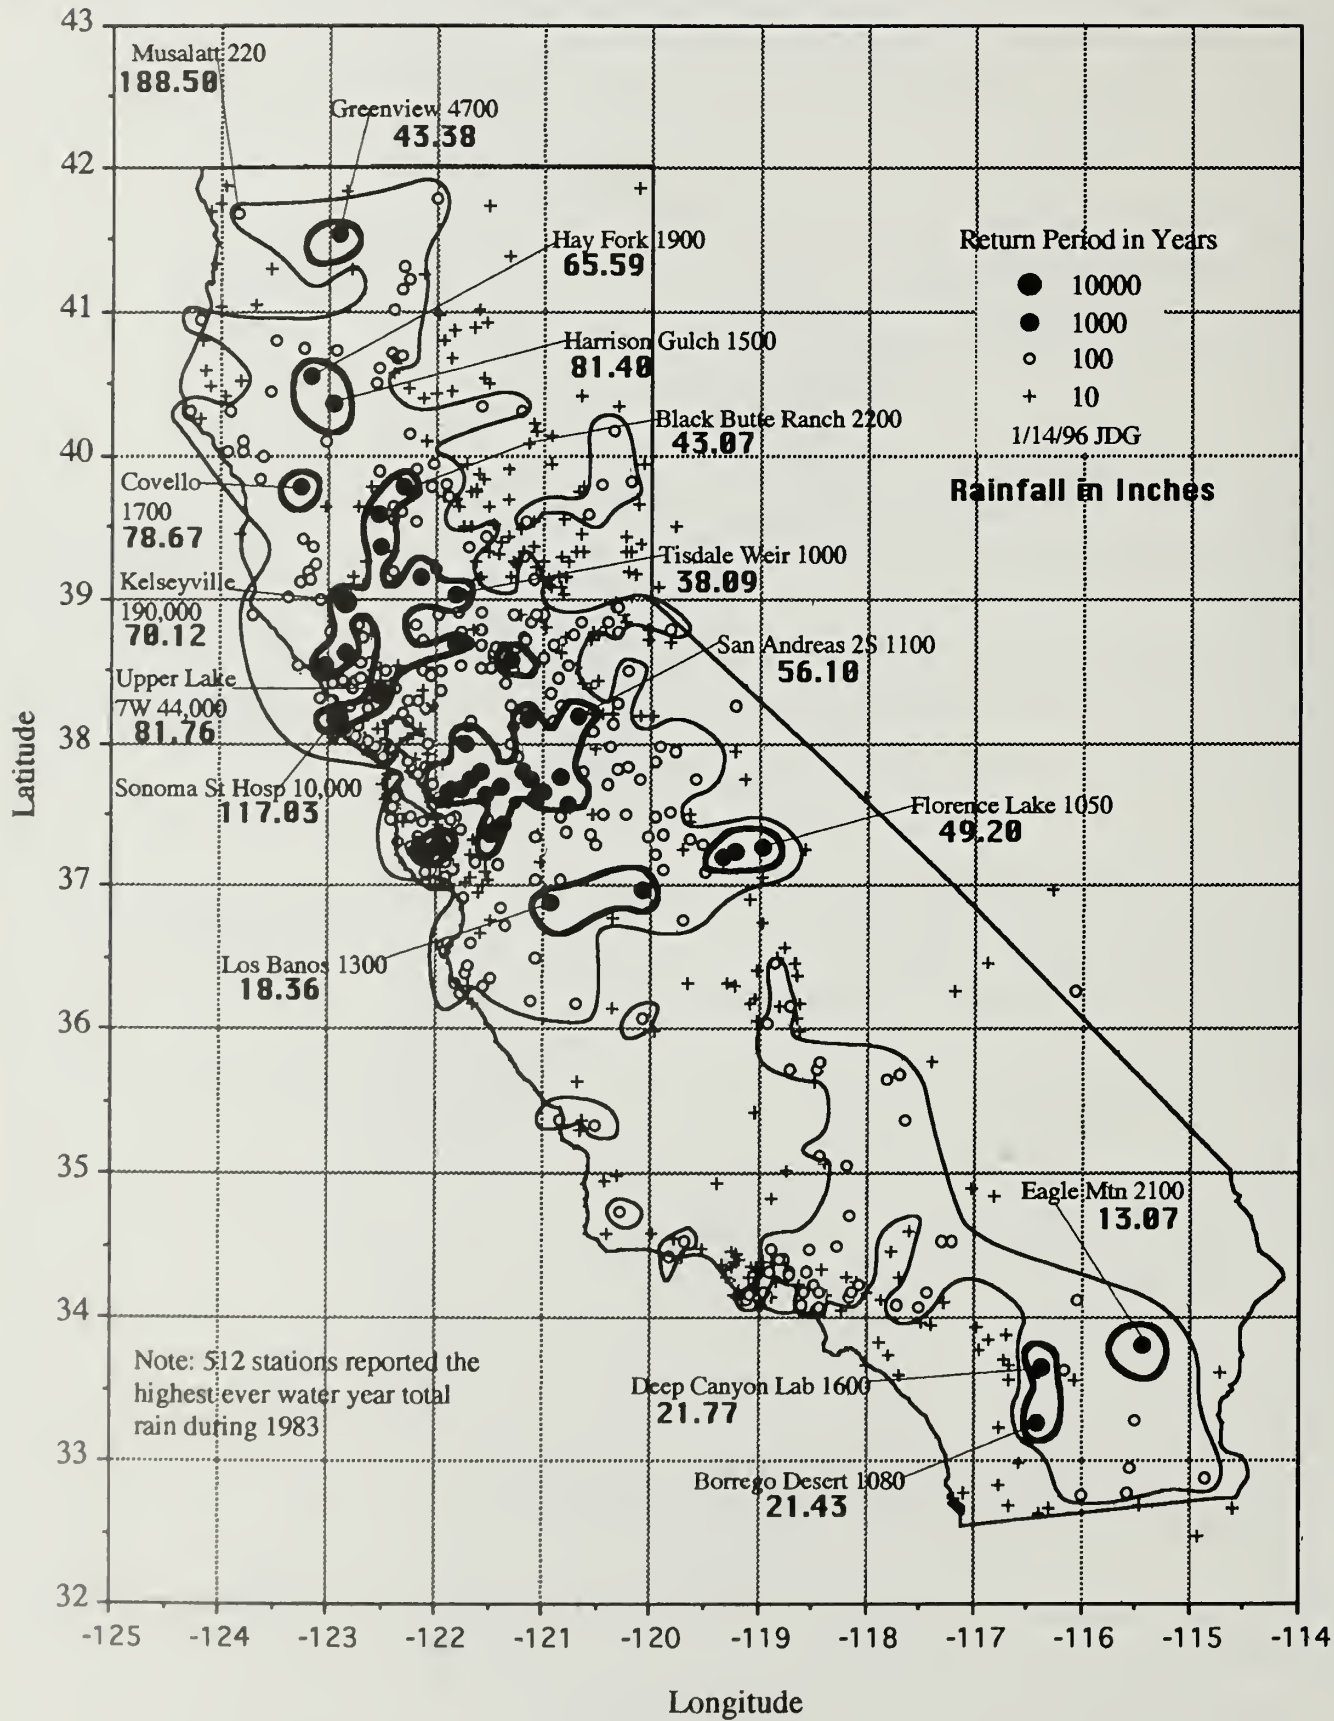 43
Musalatt 220
188.50
Greenview 4700
43.38
42
Hay Fork 1900
65.59
Return Period in Years
10000
1000
100
10
1/14/96 JDG
Rainfall in Inches
41
Harrison Gulch 1500
81.40
Black Butte Ranch 2200
43.07
40
Covello
1700
78.67
Tisdale Weir 1000
38.09
39
Kelseyville
190,000
70.12
San Andreas 2S 1100
56.10
Upper Lake
7W 44,000
81.76
38
Sonoma St Hosp 10,000
117.03
Florence Lake 1050
49.20
37
Los Banos 1300
18.36
36
35
Eagle Mtn 2100
13.07
34
Note: 512 stations reported the
highest ever water year total
rain during 1983
Deep Canyon Lab 1600
21.77
33
Borrego Desert 1080
21.43
32
Latitude
-125 -124 -123 -122 -121 -120 -119 -118 -117 -116 -115 -114
Longitude